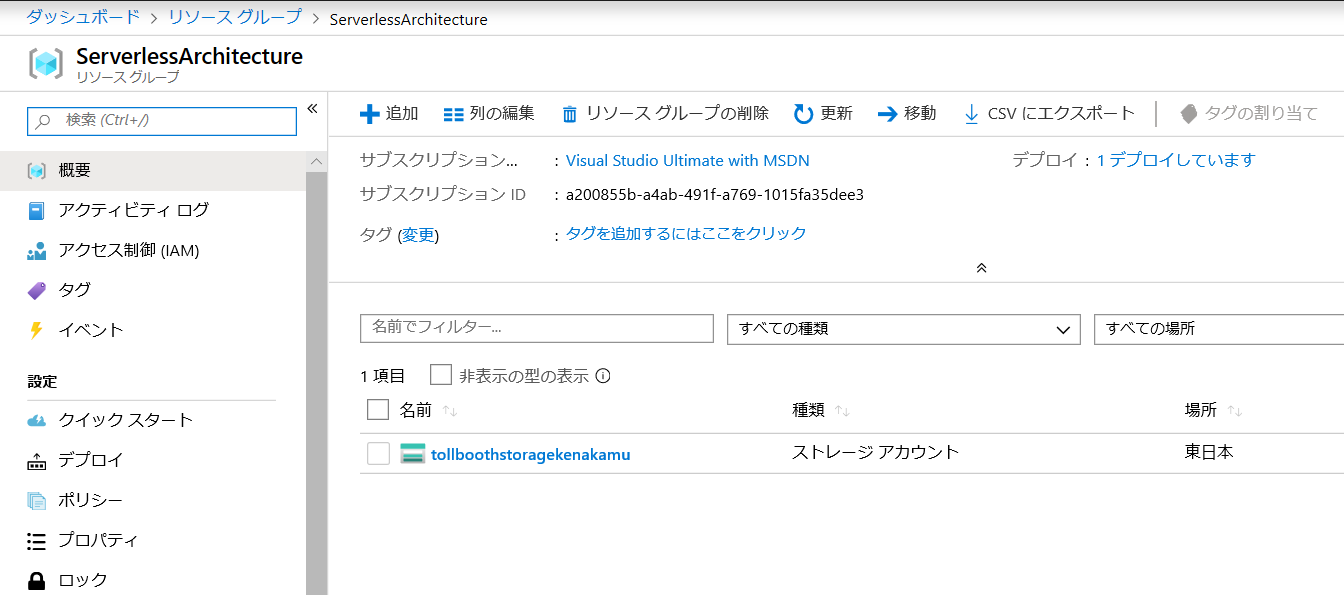 ダッシュボード > リソース グループ > ServerlessArchitecture
ServerlessArchitecture
リソース グループ
検索 (Ctrl+/)
«
概要
アクティビティ ログ
アクセス制御 (IAM)
タグ
イベント
設定
クイック スタート
デプロイ
ポリシー
プロパティ
ロック
追加 列の編集 リソース グループの削除 更新 移動 CSV にエクスポート タグの割り当て
サブスクリプション... : Visual Studio Ultimate with MSDN デプロイ : 1 デプロイしています
サブスクリプション ID : a200855b-a4ab-491f-a769-1015fa35dee3
タグ (変更) : タグを追加するにはここをクリック
名前でフィルター... すべての種類 すべての場所
1 項目 非表示の型の表示
名前 ↑↓ 種類 ↑↓ 場所 ↑↓
tollboothstoragekenakamu ストレージ アカウント 東日本